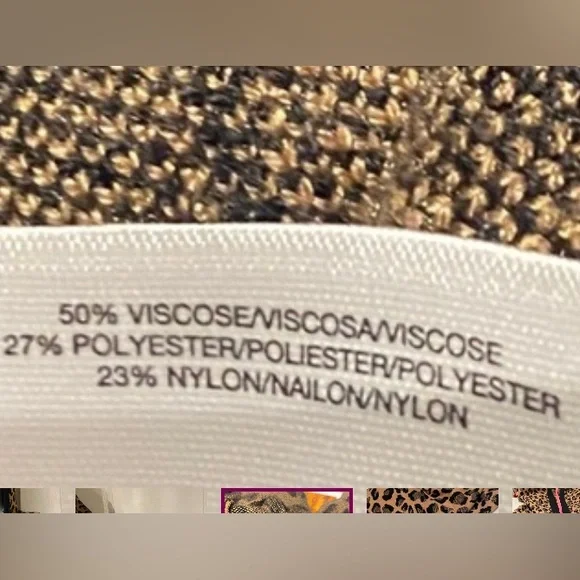 50% VISCOSE/VISCOSA/VISCOSE
27% POLYESTER/POLIESTER/POLYESTER
23% NYLON/NAILON/NYLON